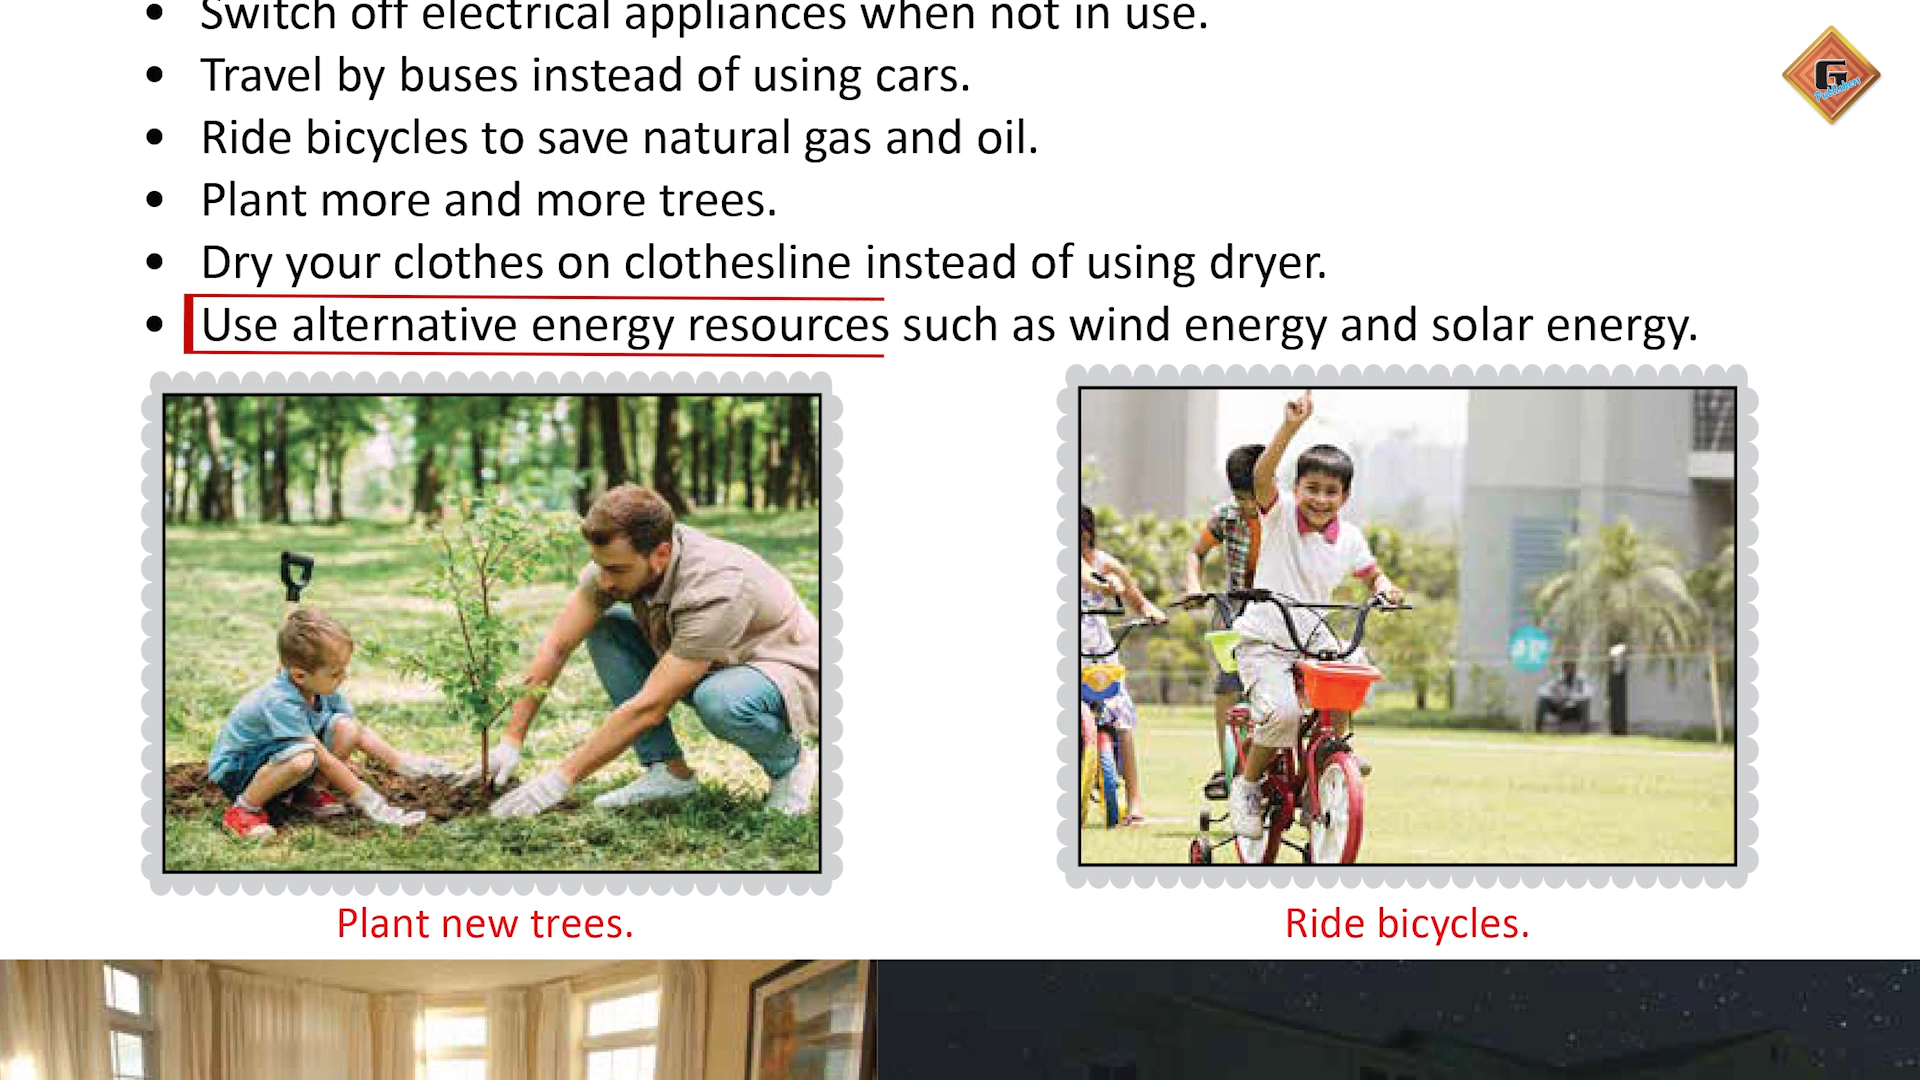 • Switch off electrical appliances when not in use.
• Travel by buses instead of using cars.
• Ride bicycles to save natural gas and oil.
• Plant more and more trees.
• Dry your clothes on clothesline instead of using dryer.
• Use alternative energy resources such as wind energy and solar energy.
Plant new trees.
Ride bicycles.
G
Publishers